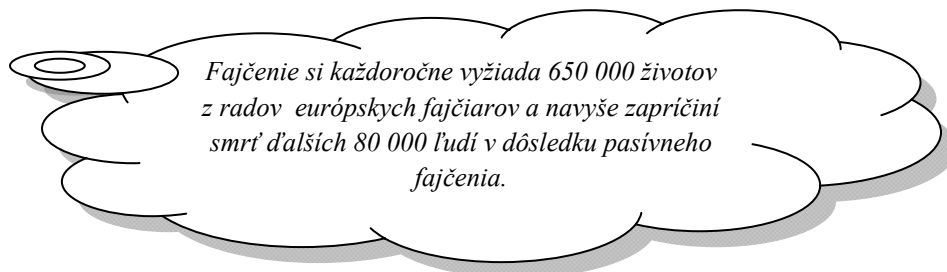 Fajčenie si každoročne vyžiada 650 000 životov
z radov európskych fajčiarov a navyše zapríčiní
smrť ďalších 80 000 ľudí v dôsledku pasívneho
fajčenia.